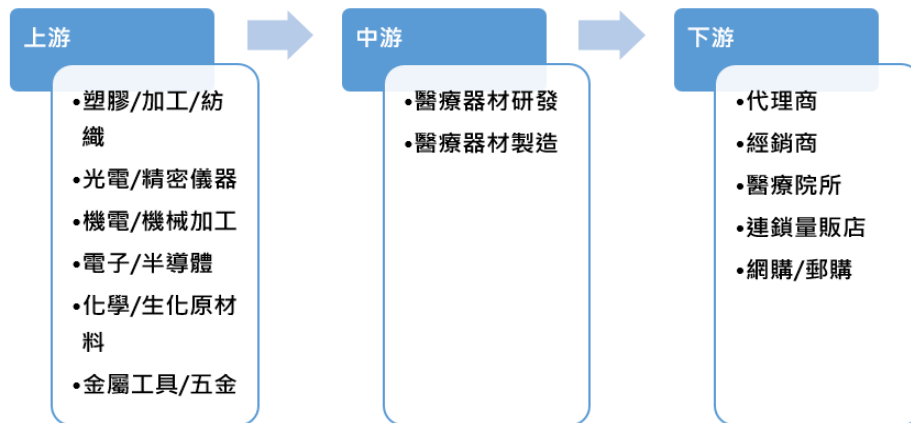 上游
•塑膠/加工/紡
織
•光電/精密儀器
•機電/機械加工
•電子/半導體
•化學/生化原材
料
•金屬工具/五金
中游
•醫療器材研發
•醫療器材製造
下游
•代理商
•經銷商
•醫療院所
•連鎖量販店
•網購/郵購